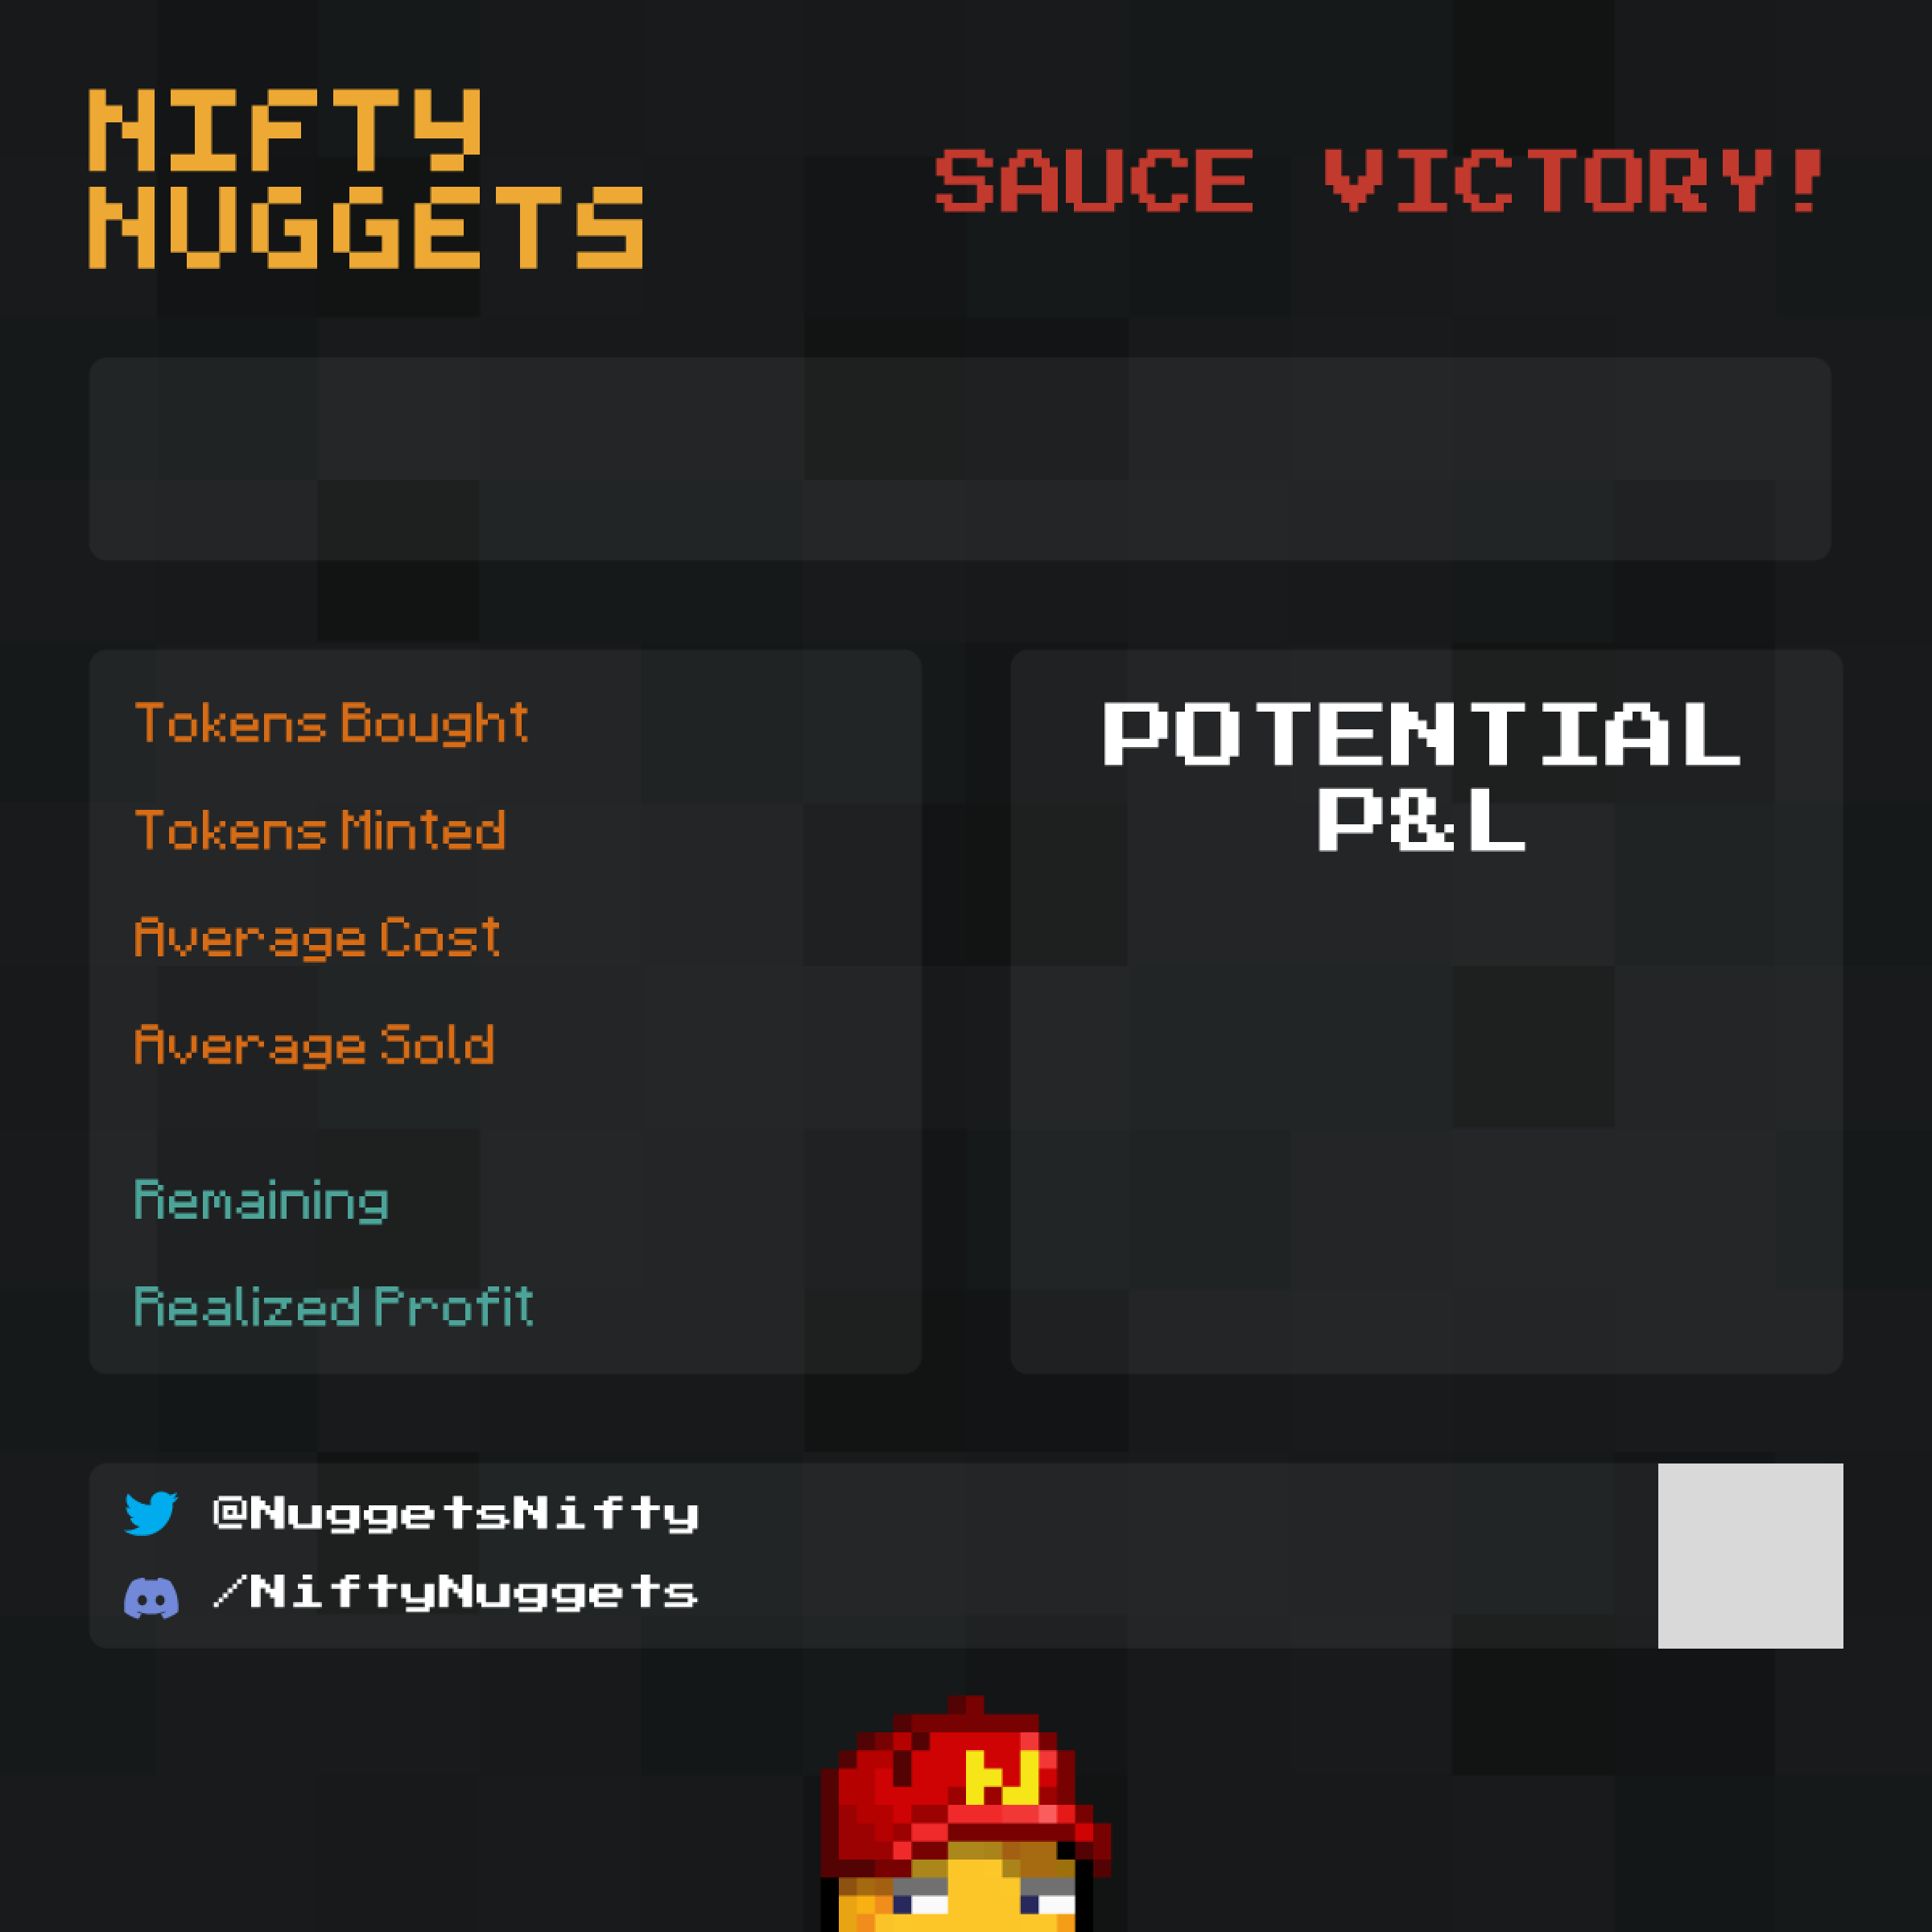 NIFTY
NUGGETS
SAUCE VICTORY!
Tokens Bought
Tokens Minted
Average Cost
Average Sold
Remaining
Realized Profit
POTENTIAL
P&L
@NuggetsNifty
/NiftyNuggets
N